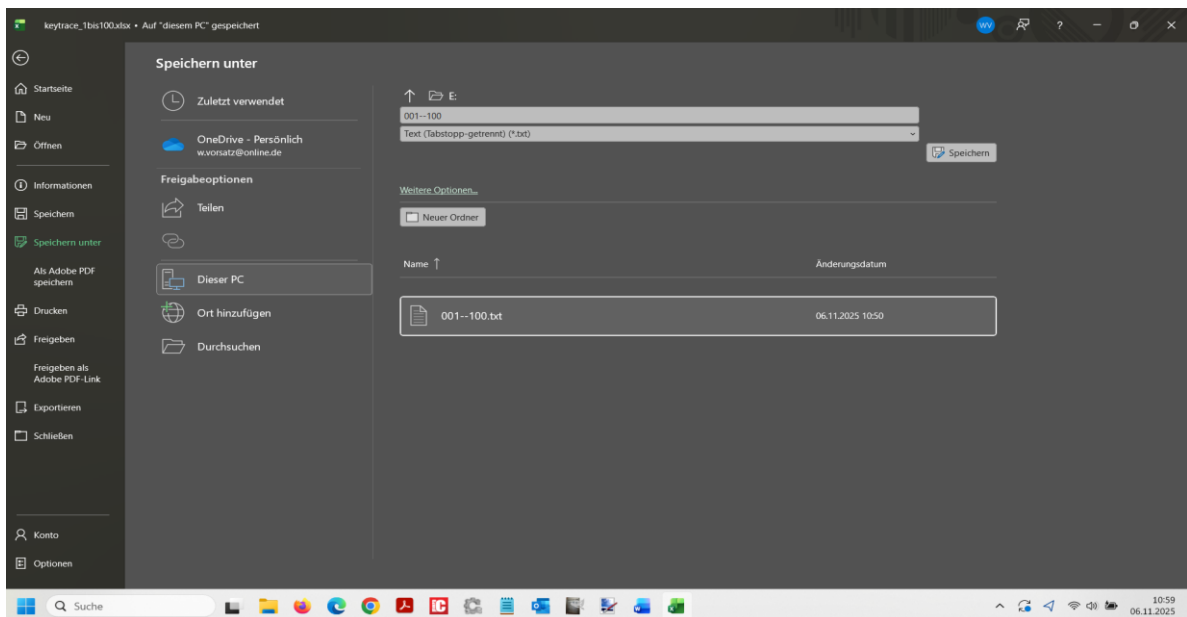 keytrace_1bis100.xlsx • Auf "diesem PC" gespeichert
WV
?
Startseite
Neu
Öffnen
Informationen
Speichern
Speichern unter
Als Adobe PDF
speichern
Drucken
Freigeben
Freigeben als
Adobe PDF-Link
Exportieren
Schließen
Konto
Optionen
Speichern unter
Zuletzt verwendet
OneDrive - Persönlich
w.vorsatz@online.de
Freigabeoptionen
Teilen
Dieser PC
Ort hinzufügen
Durchsuchen
E:
001--100
Text (Tabstopp-getrennt) (*.txt)
Speichern
Weitere Optionen...
Neuer Ordner
Name ↑ Änderungsdatum
001--100.txt 06.11.2025 10:50
Suche
IC
10:59
06.11.2025